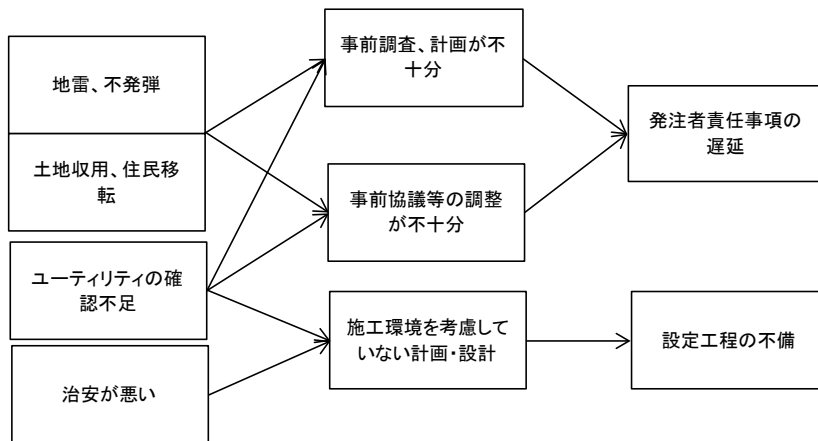 地雷、不発弾
土地収用、住民移
転
ユーティリティの確
認不足
治安が悪い
事前調査、計画が不
十分
事前協議等の調整
が不十分
施工環境を考慮して
いない計画・設計
発注者責任事項の
遅延
設定工程の不備